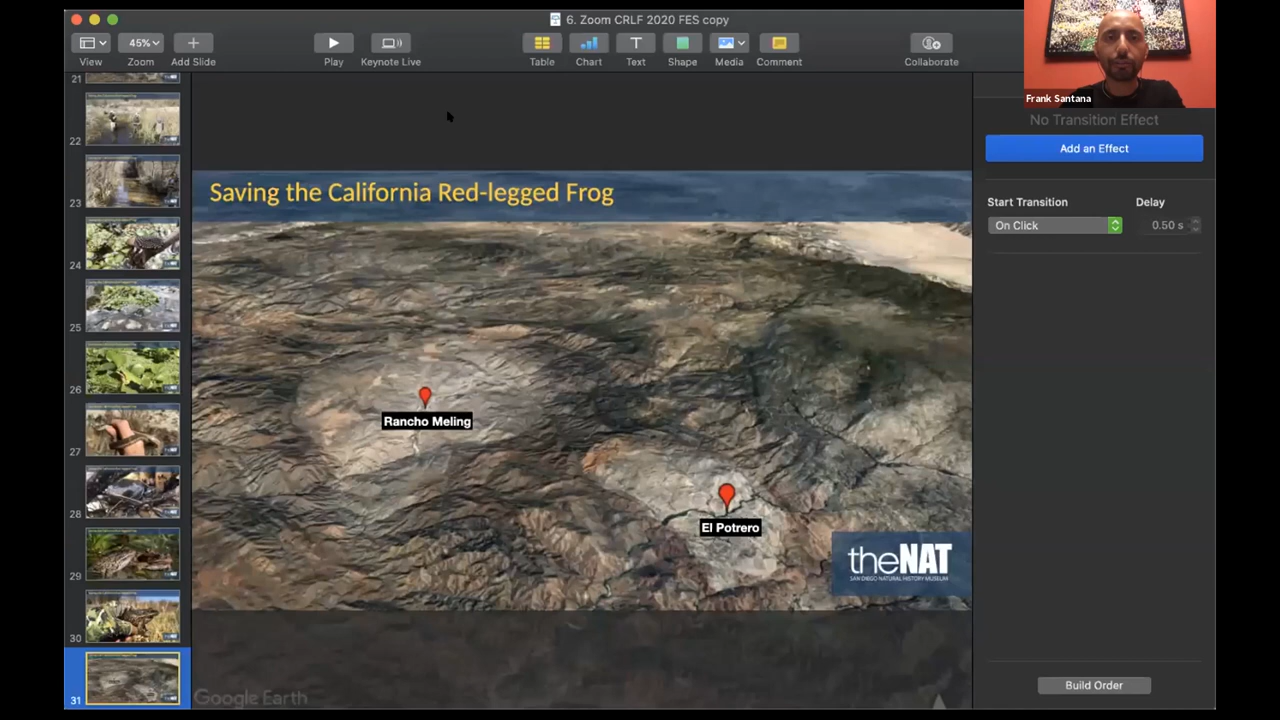 6. Zoom CRLF 2020 FES copy
45%
View
Zoom
Add Slide
Play
Keynote Live
Table
Chart
Text
Shape
Media
Comment
Collaborate
Frank Santana
No Transition Effect
Add an Effect
Start Transition
Delay
On Click
0.50 s
21
22
23
24
25
26
27
28
29
30
31
Saving the California Red-legged Frog
Rancho Meling
El Potrero
theNAT
SAN DIEGO NATURAL HISTORY MUSEUM
Google Earth
Build Order